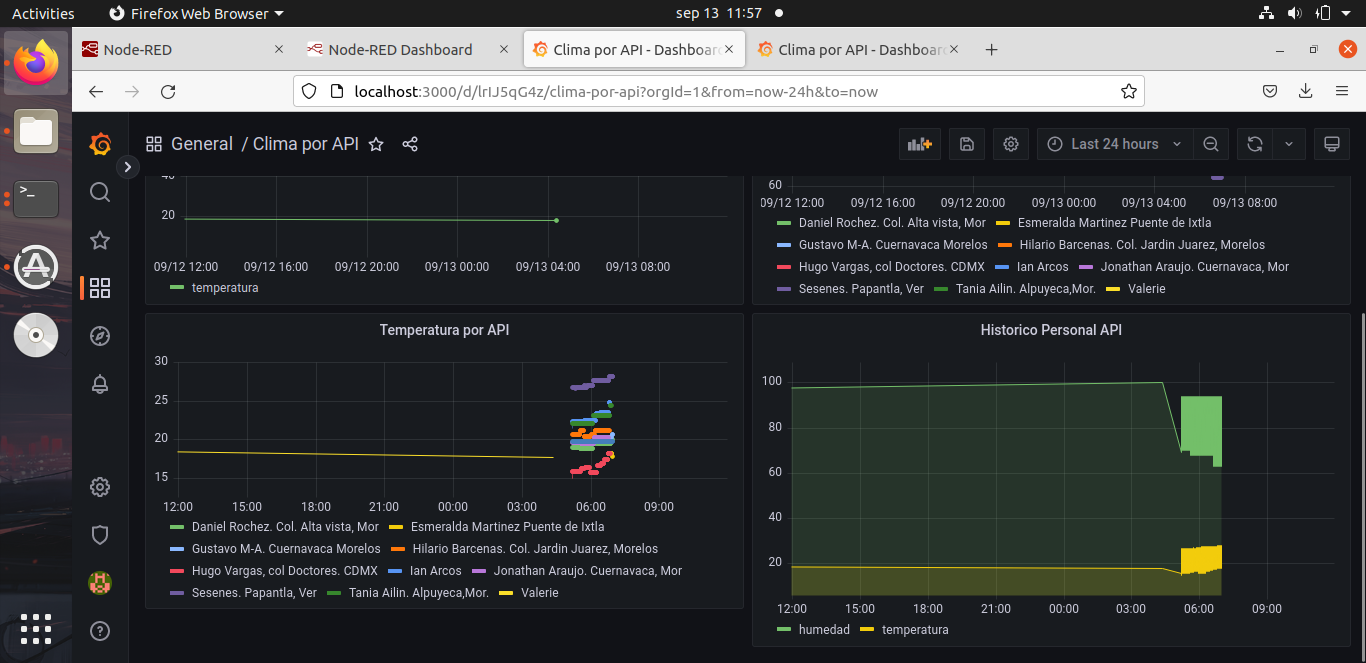 Activities Firefox Web Browser sep 13 11:57
Node-RED Node-RED Dashboard Clima por API - Dashboar Clima por API - Dashboar
localhost:3000/d/lrIJ5qG4z/clima-por-api?orgId=1&from=now-24h&to=now
General / Clima por API Last 24 hours
40
20
09/12 12:00 09/12 16:00 09/12 20:00 09/13 00:00 09/13 04:00 09/13 08:00
temperatura
60
09/12 12:00 09/12 16:00 09/12 20:00 09/13 00:00 09/13 04:00 09/13 08:00
Daniel Rochez. Col. Alta vista, Mor Esmeralda Martinez Puente de Ixtla
Gustavo M-A. Cuernavaca Morelos Hilario Barcenas. Col. Jardin Juarez, Morelos
Hugo Vargas, col Doctores. CDMX Ian Arcos Jonathan Araujo. Cuernavaca, Mor
Sesenes. Papantla, Ver Tania Ailin. Alpuyeca,Mor. Valerie
Temperatura por API
30
25
20
15
12:00 15:00 18:00 21:00 00:00 03:00 06:00 09:00
Daniel Rochez. Col. Alta vista, Mor Esmeralda Martinez Puente de Ixtla
Gustavo M-A. Cuernavaca Morelos Hilario Barcenas. Col. Jardin Juarez, Morelos
Hugo Vargas, col Doctores. CDMX Ian Arcos Jonathan Araujo. Cuernavaca, Mor
Sesenes. Papantla, Ver Tania Ailin. Alpuyeca,Mor. Valerie
Historico Personal API
100
80
60
40
20
12:00 15:00 18:00 21:00 00:00 03:00 06:00 09:00
humedad temperatura